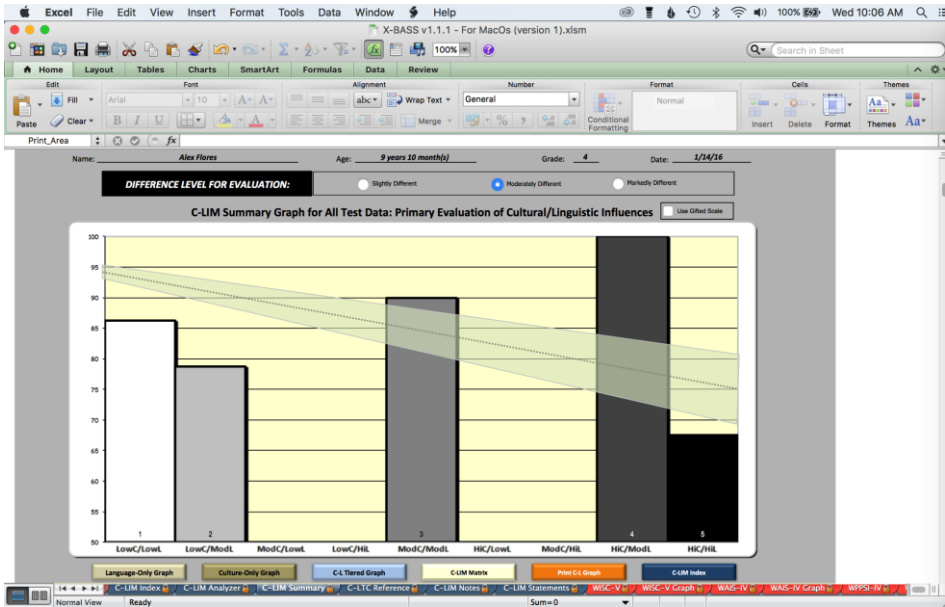 Excel File Edit View Insert Format Tools Data Window Help 100% Wed 10:06 AM
X-BASS v1.1.1 - For MacOs (version 1).xlsm
100% Search in Sheet
Home Layout Tables Charts SmartArt Formulas Data Review
Edit Font Alignment Number Format Cells Themes
Fill Arial 10 A A abc Wrap Text General Normal Aa
Paste Clear B I U A Merge % Conditional Formatting Insert Delete Format Themes Aa
Print_Area fx
Name: Alex Flores Age: 9 years 10 month(s) Grade: 4 Date: 1/14/16
DIFFERENCE LEVEL FOR EVALUATION: Slightly Different Moderately Different Markedly Different
C-LIM Summary Graph for All Test Data: Primary Evaluation of Cultural/Linguistic Influences Use Gifted Scale
100
95
90
85
80
75
70
65
60
55
50
1 2 3 4 5
LowC/LowL LowC/ModL ModC/LowL LowC/HiL ModC/ModL HiC/LowL ModC/HiL HiC/ModL HiC/HiL
Language-Only Graph Culture-Only Graph C-L Tiered Graph C-LIM Matrix Print C-L Graph C-LIM Index
C-LIM Index C-LIM Analyzer C-LIM Summary C-LTC Reference C-LIM Notes C-LIM Statements WISC-V WISC-V Graph WAIS-IV WAIS-IV Graph WPPSI-IV
Normal View Ready Sum=0